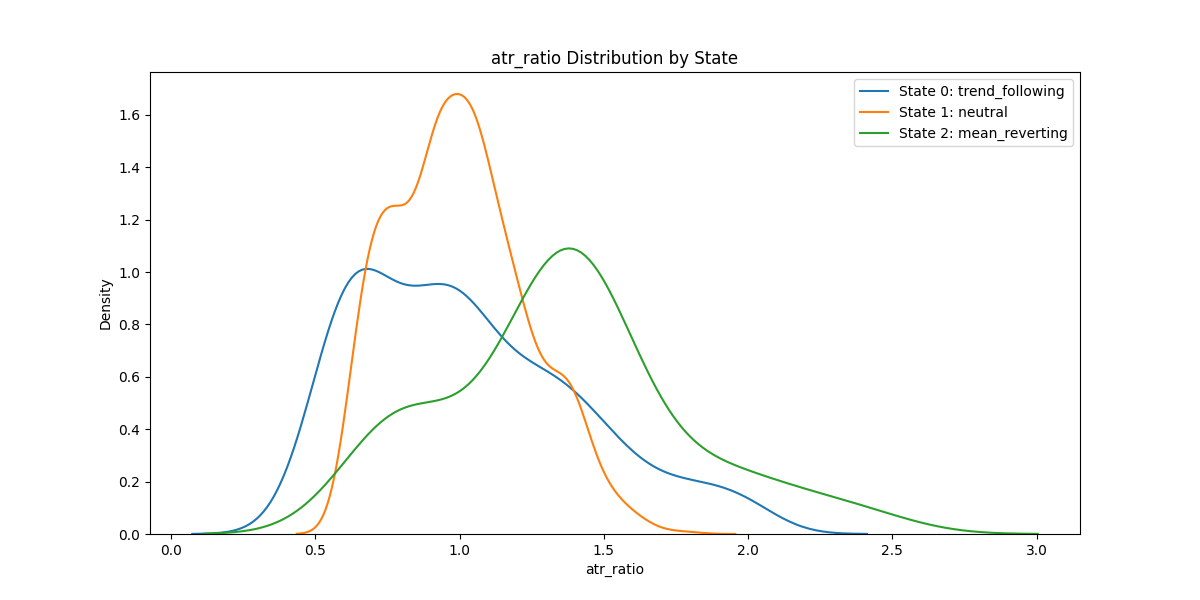 atr_ratio Distribution by State
State 0: trend_following
State 1: neutral
State 2: mean_reverting
Density
1.6
1.4
1.2
1.0
0.8
0.6
0.4
0.2
0.0
0.0 0.5 1.0 1.5 2.0 2.5 3.0
atr_ratio